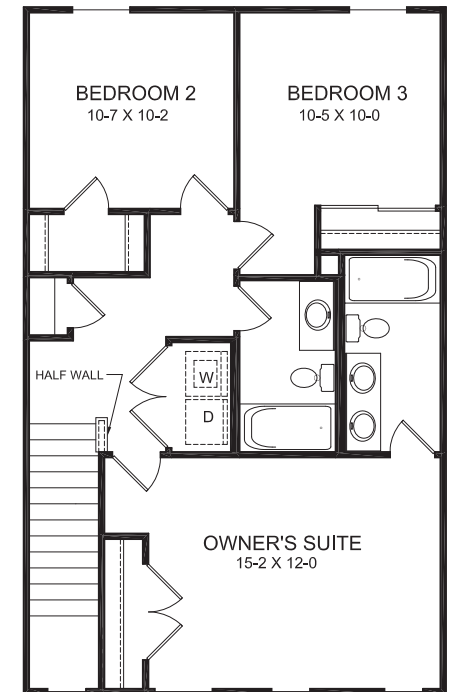 BEDROOM 2
10-7 X 10-2
BEDROOM 3
10-5 X 10-0
HALF WALL
W
D
OWNER'S SUITE
15-2 X 12-0